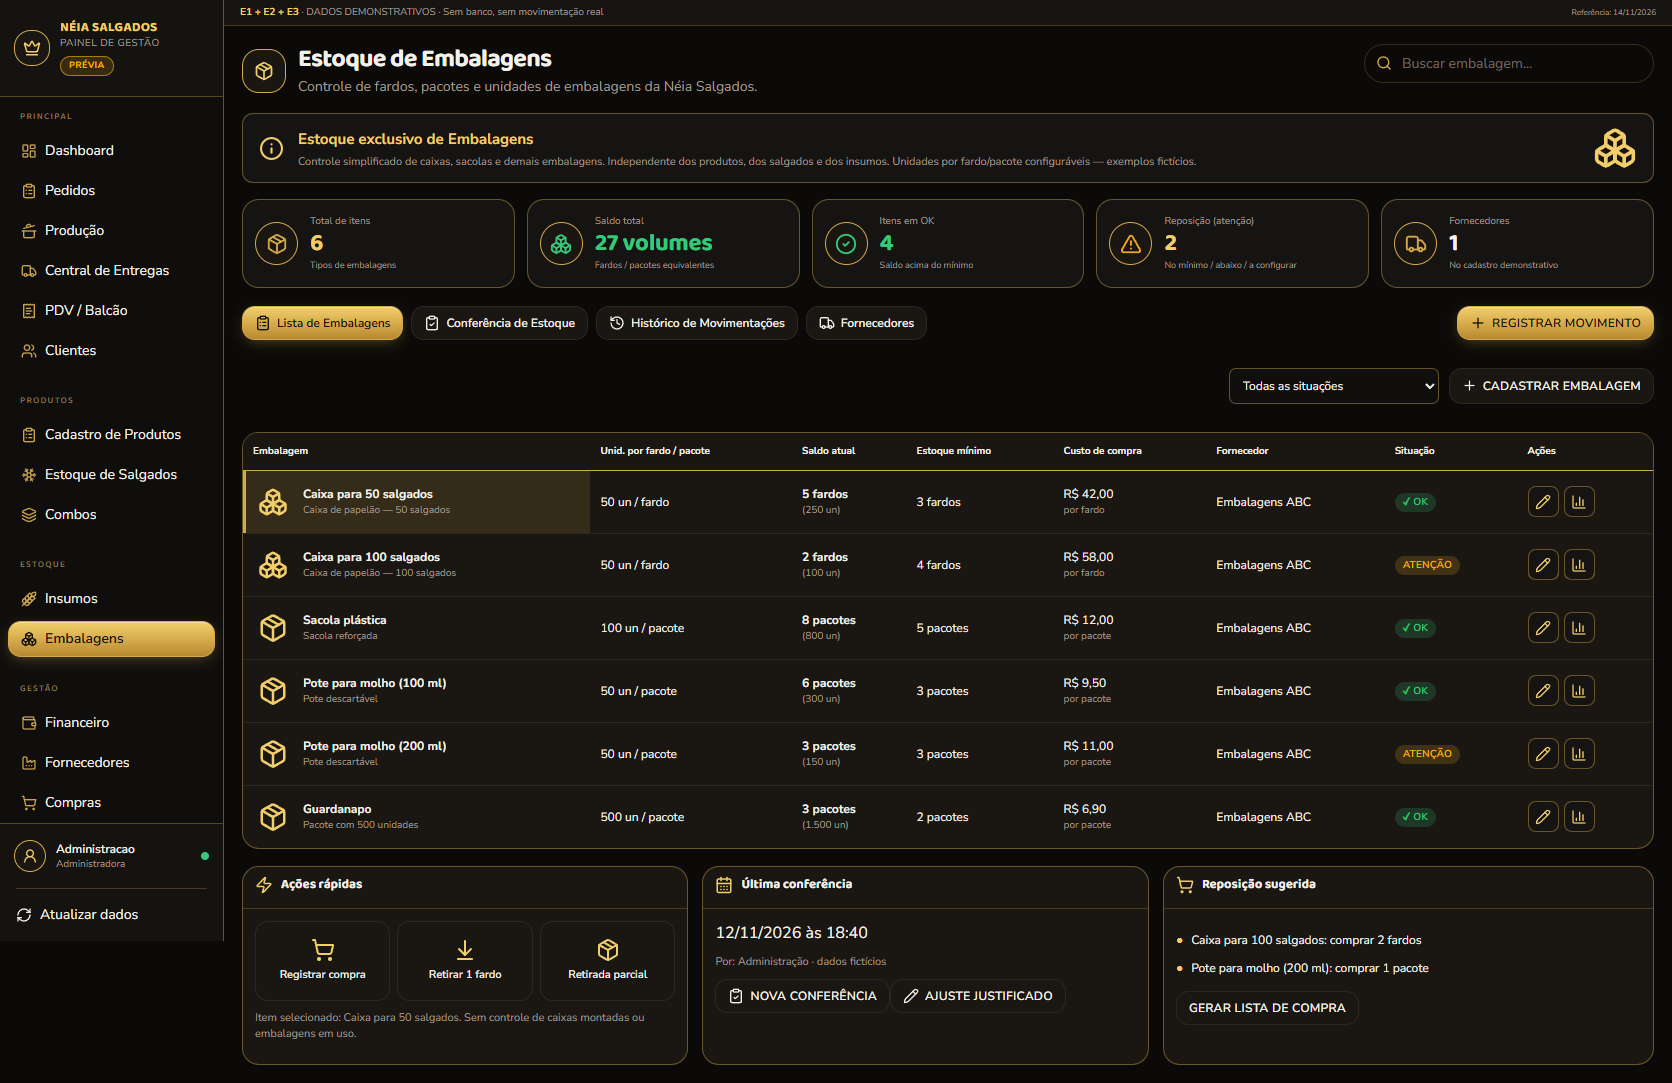 NÉIA SALGADOS
PAINEL DE GESTÃO
PRÉVIA
PRINCIPAL
Dashboard
Pedidos
Produção
Central de Entregas
PDV / Balcão
Clientes
PRODUTOS
Cadastro de Produtos
Estoque de Salgados
Combos
ESTOQUE
Insumos
Embalagens
GESTÃO
Financeiro
Fornecedores
Compras
Administracao
Administradora
Atualizar dados
E1 + E2 + E3 · DADOS DEMONSTRATIVOS · Sem banco, sem movimentação real
Referência: 14/11/2026
Estoque de Embalagens
Controle de fardos, pacotes e unidades de embalagens da Néia Salgados.
Buscar embalagem...
Estoque exclusivo de Embalagens
Controle simplificado de caixas, sacolas e demais embalagens. Independente dos produtos, dos salgados e dos insumos. Unidades por fardo/pacote configuráveis — exemplos fictícios.
Total de itens
6
Tipos de embalagens
Saldo total
27 volumes
Fardos / pacotes equivalentes
Itens em OK
4
Saldo acima do mínimo
Reposição (atenção)
2
No mínimo / abaixo / a configurar
Fornecedores
1
No cadastro demonstrativo
Lista de Embalagens
Conferência de Estoque
Histórico de Movimentações
Fornecedores
+ REGISTRAR MOVIMENTO
Todas as situações
+ CADASTRAR EMBALAGEM
Embalagem Unid. por fardo / pacote Saldo atual Estoque mínimo Custo de compra Fornecedor Situação Ações
Caixa para 50 salgados 50 un / fardo 5 fardos 3 fardos R$ 42,00 Embalagens ABC ✓ OK
Caixa de papelão — 50 salgados (250 un) por fardo
Caixa para 100 salgados 50 un / fardo 2 fardos 4 fardos R$ 58,00 Embalagens ABC ATENÇÃO
Caixa de papelão — 100 salgados (100 un) por fardo
Sacola plástica 100 un / pacote 8 pacotes 5 pacotes R$ 12,00 Embalagens ABC ✓ OK
Sacola reforçada (800 un) por pacote
Pote para molho (100 ml) 50 un / pacote 6 pacotes 3 pacotes R$ 9,50 Embalagens ABC ✓ OK
Pote descartável (300 un) por pacote
Pote para molho (200 ml) 50 un / pacote 3 pacotes 3 pacotes R$ 11,00 Embalagens ABC ATENÇÃO
Pote descartável (150 un) por pacote
Guardanapo 500 un / pacote 3 pacotes 2 pacotes R$ 6,90 Embalagens ABC ✓ OK
Pacote com 500 unidades (1.500 un) por pacote
Ações rápidas
Registrar compra
Retirar 1 fardo
Retirada parcial
Item selecionado: Caixa para 50 salgados. Sem controle de caixas montadas ou
embalagens em uso.
Última conferência
12/11/2026 às 18:40
Por: Administração · dados fictícios
NOVA CONFERÊNCIA
AJUSTE JUSTIFICADO
Reposição sugerida
• Caixa para 100 salgados: comprar 2 fardos
• Pote para molho (200 ml): comprar 1 pacote
GERAR LISTA DE COMPRA